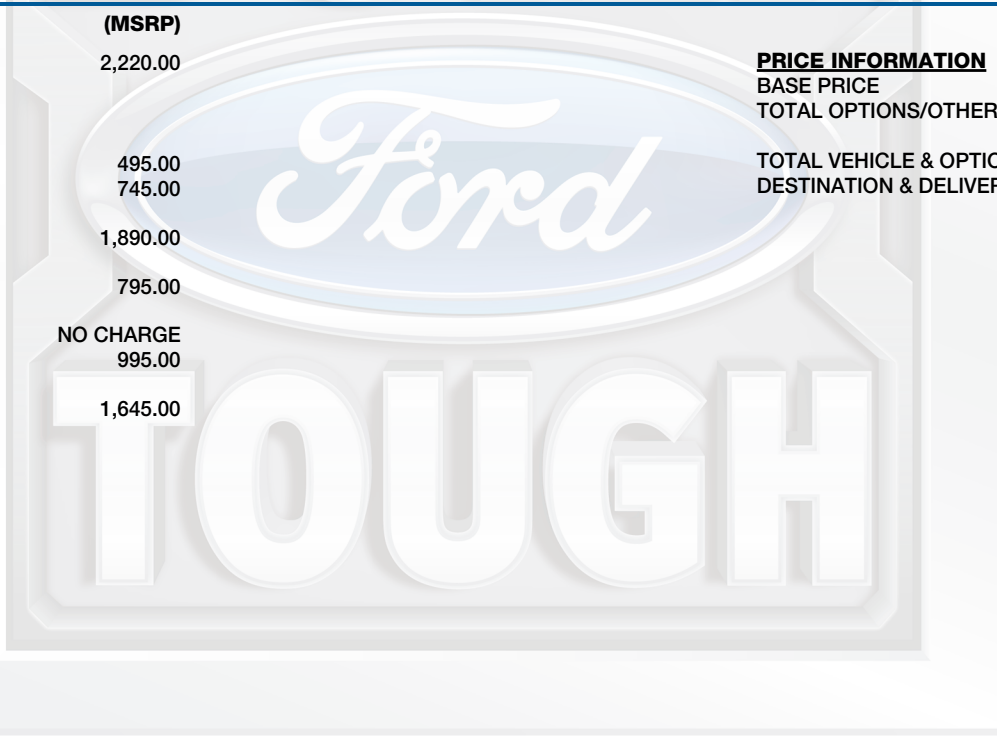 (MSRP)
2,220.00
495.00
745.00
1,890.00
795.00
NO CHARGE
995.00
1,645.00
PRICE INFORMATION
BASE PRICE
TOTAL OPTIONS/OTHER
TOTAL VEHICLE & OPTIO
DESTINATION & DELIVER
Ford
TOUGH